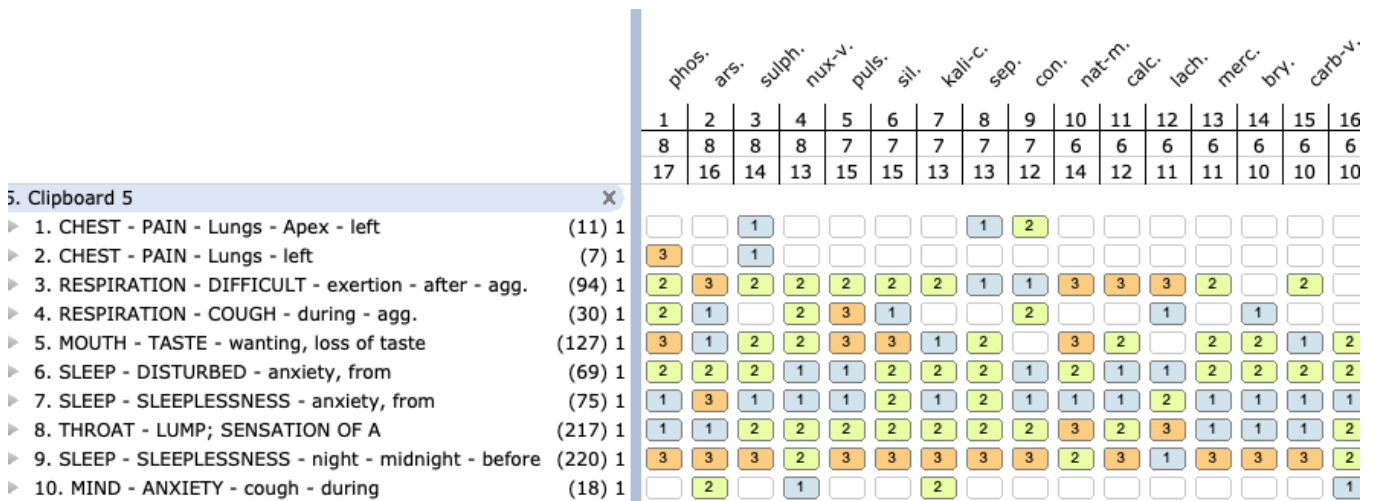 phos. ars. sulph. nux-v. puls. sil. kali-c. sep. con. nat-m. calc. lach. merc. bry. carb-v.
1 2 3 4 5 6 7 8 9 10 11 12 13 14 15 16
8 8 8 8 7 7 7 7 7 6 6 6 6 6 6 6
17 16 14 13 15 15 13 13 12 14 12 11 11 10 10 10
5. Clipboard 5 X
1. CHEST - PAIN - Lungs - Apex - left (11) 1 1 1 2
2. CHEST - PAIN - Lungs - left (7) 1 3 1
3. RESPIRATION - DIFFICULT - exertion - after - agg. (94) 1 2 3 2 2 2 2 2 1 1 3 3 3 2 2
4. RESPIRATION - COUGH - during - agg. (30) 1 2 1 2 3 1 2 1 1
5. MOUTH - TASTE - wanting, loss of taste (127) 1 3 1 2 2 3 3 1 2 3 2 2 2 1 2
6. SLEEP - DISTURBED - anxiety, from (69) 1 2 2 2 1 1 2 2 2 1 2 1 1 2 2 2 2
7. SLEEP - SLEEPLESSNESS - anxiety, from (75) 1 1 3 1 1 1 2 1 2 1 1 1 2 1 1 1 1
8. THROAT - LUMP; SENSATION OF A (217) 1 1 1 2 2 2 2 2 2 2 3 2 3 1 1 1 2
9. SLEEP - SLEEPLESSNESS - night - midnight - before (220) 1 3 3 3 2 3 3 3 3 3 2 3 1 3 3 3 2
10. MIND - ANXIETY - cough - during (18) 1 2 1 2 1